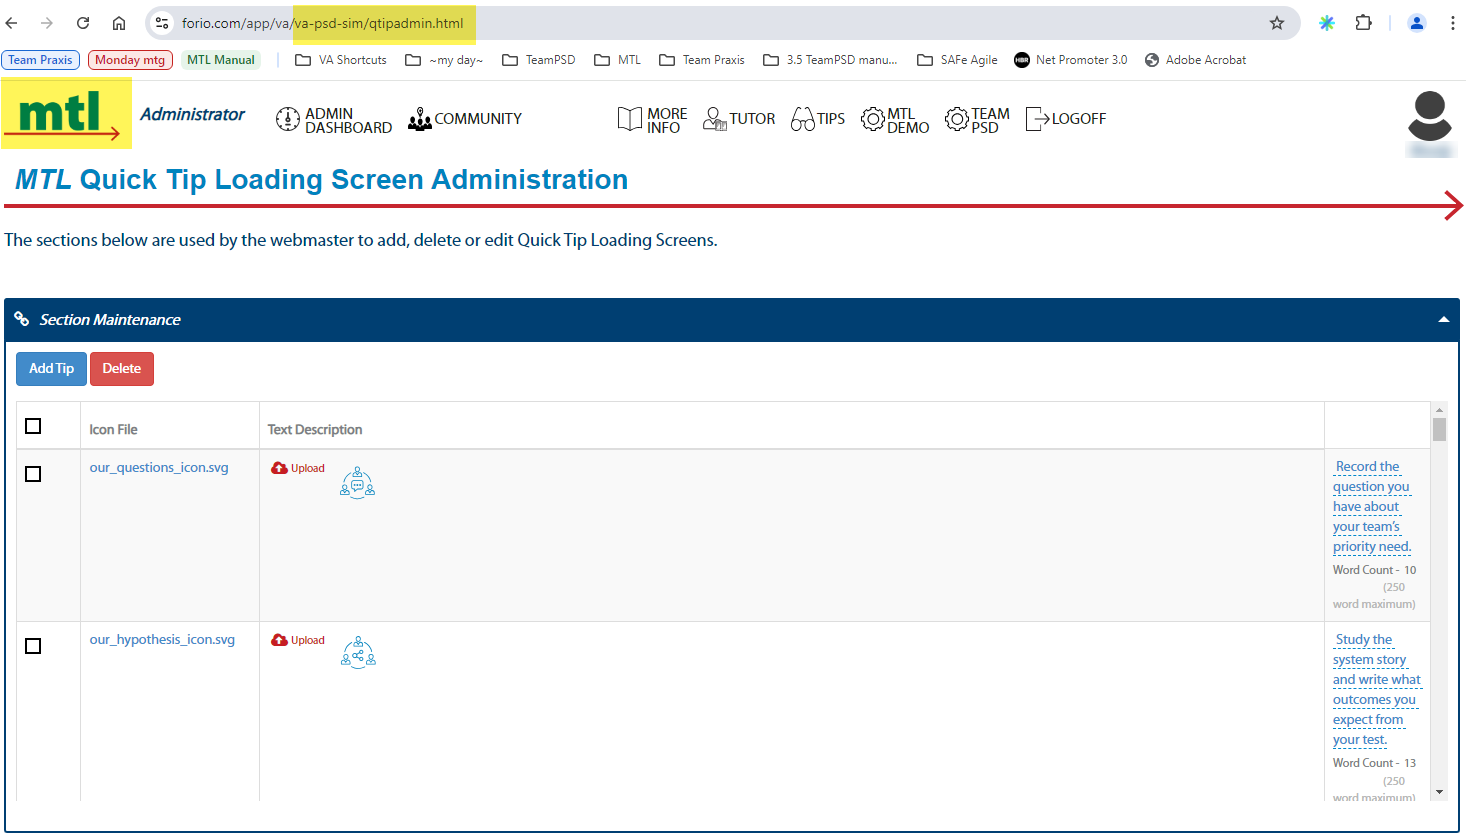 forio.com/app/va/va-psd-sim/qtipadmin.html
Team Praxis Monday mtg MTL Manual VA Shortcuts ~my day~ TeamPSD MTL Team Praxis 3.5 TeamPSD manu... SAFe Agile HBR Net Promoter 3.0 Adobe Acrobat
mtl Administrator ADMIN DASHBOARD COMMUNITY MORE INFO TUTOR TIPS MTL DEMO TEAM PSD LOGOFF
MTL Quick Tip Loading Screen Administration
The sections below are used by the webmaster to add, delete or edit Quick Tip Loading Screens.
Section Maintenance
Add Tip Delete
Icon File Text Description
our_questions_icon.svg Upload
Record the
question you
have about
your team's
priority need.
Word Count - 10
(250
word maximum)
our_hypothesis_icon.svg Upload
Study the
system story
and write what
outcomes you
expect from
your test.
Word Count - 13
(250
word maximum)